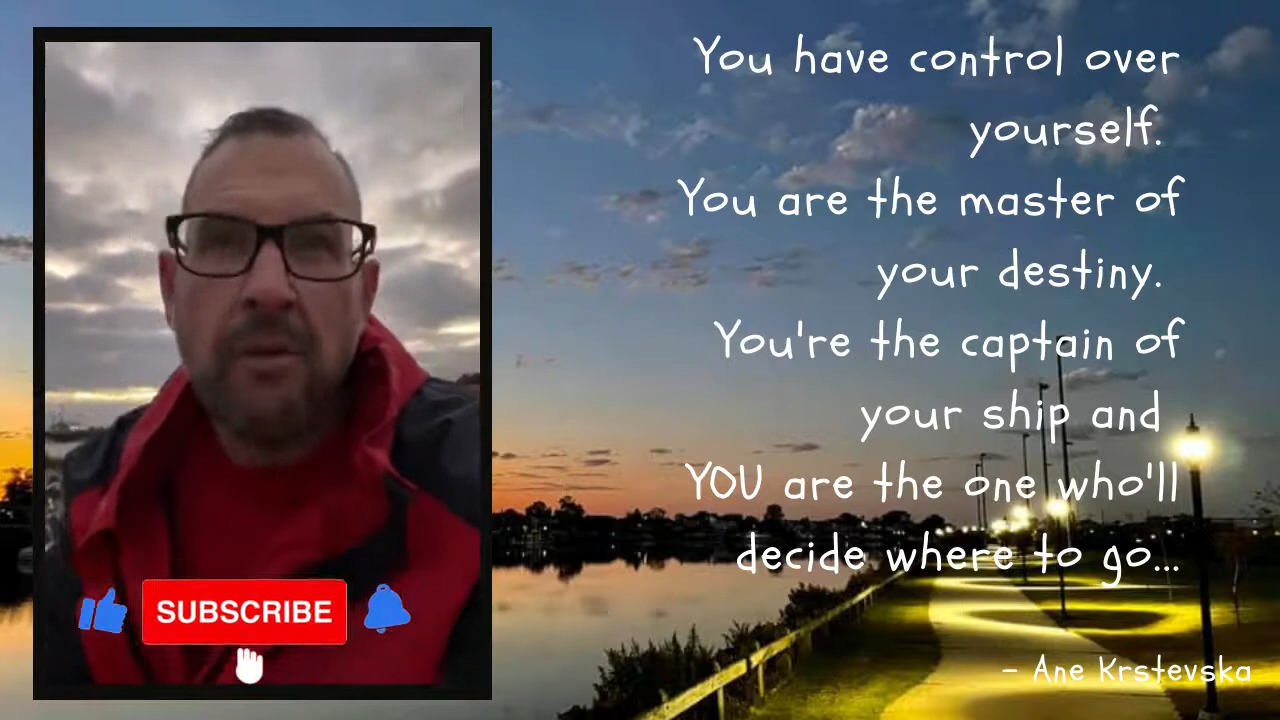 You have control over
yourself.
You are the master of
your destiny.
You're the captain of
your ship and
YOU are the one who'll
decide where to go...
- Ane Krstevska
SUBSCRIBE